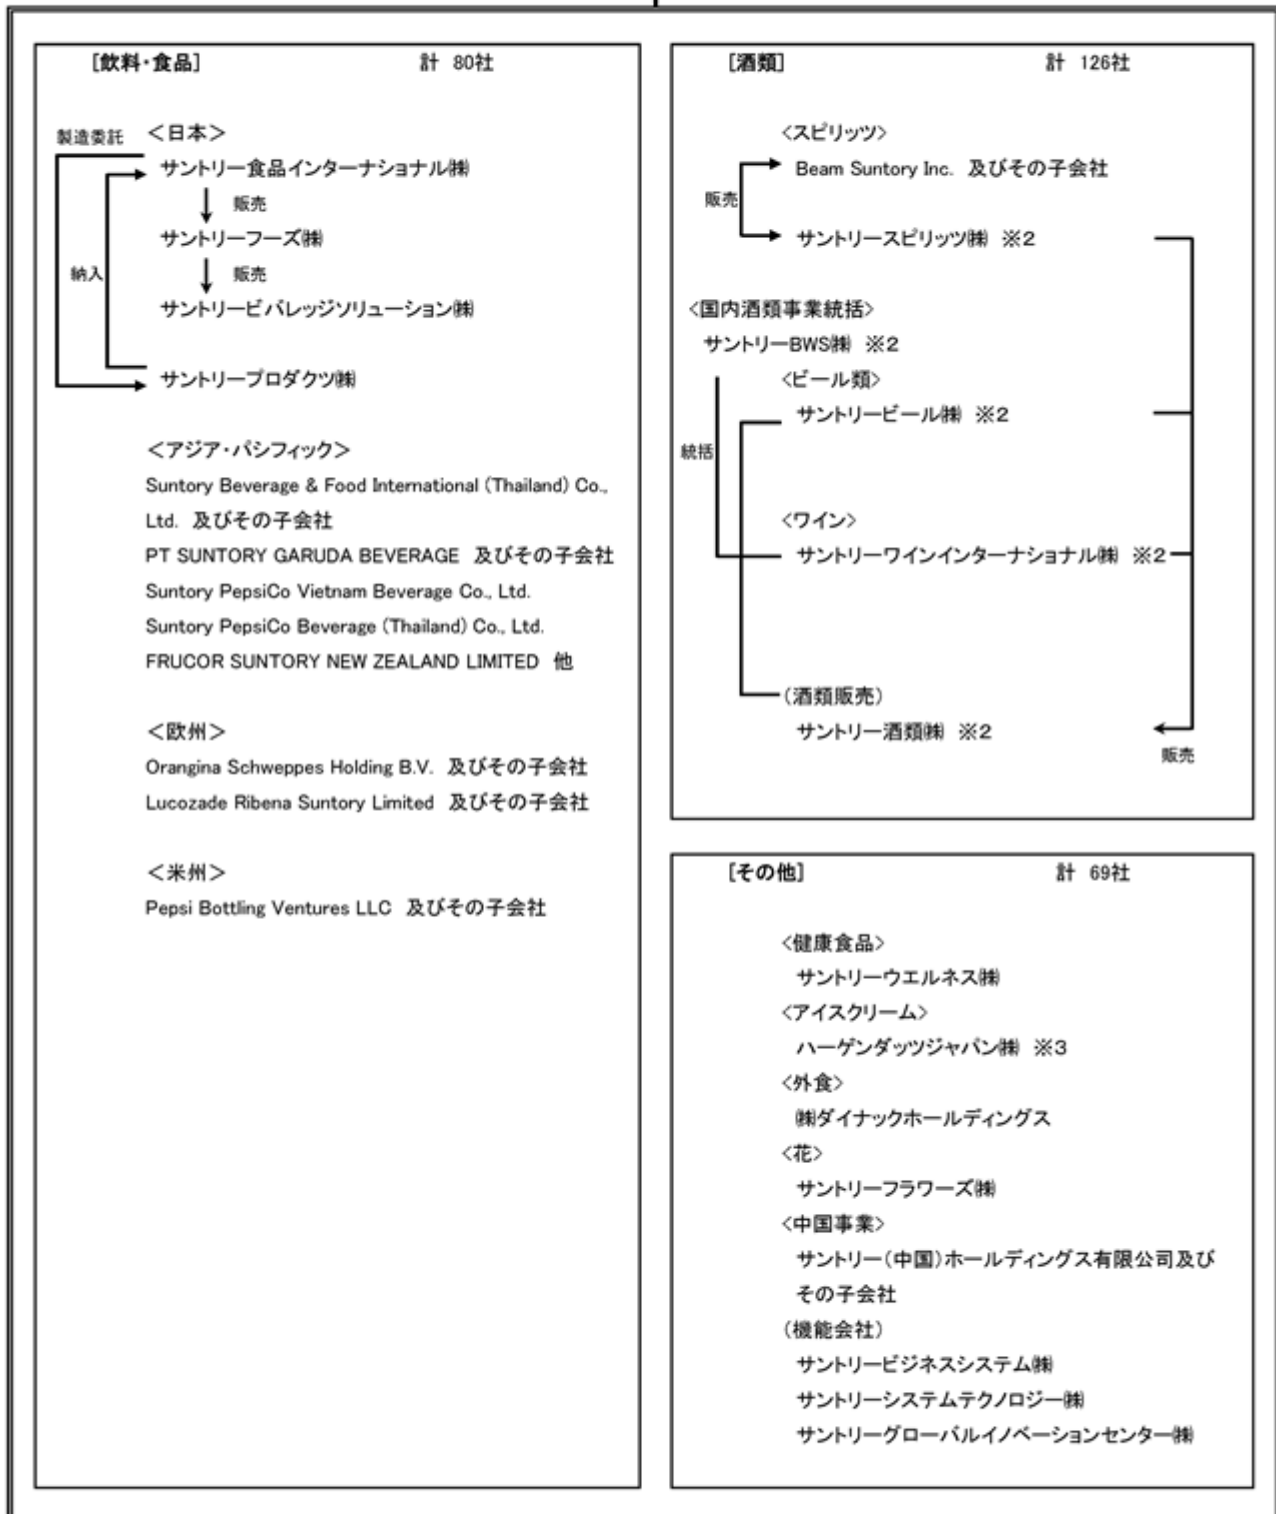 [飲料・食品] 計 80社
製造委託
<日本>
サントリー食品インターナショナル㈱
販売
サントリーフーズ㈱
納入
販売
サントリービバレッジソリューション㈱
サントリープロダクツ㈱
<アジア・パシフィック>
Suntory Beverage & Food International (Thailand) Co.,
Ltd. 及びその子会社
PT SUNTORY GARUDA BEVERAGE 及びその子会社
Suntory PepsiCo Vietnam Beverage Co., Ltd.
Suntory PepsiCo Beverage (Thailand) Co., Ltd.
FRUCOR SUNTORY NEW ZEALAND LIMITED 他
<欧州>
Orangina Schweppes Holding B.V. 及びその子会社
Lucozade Ribena Suntory Limited 及びその子会社
<米州>
Pepsi Bottling Ventures LLC 及びその子会社
[酒類] 計 126社
<スピリッツ>
Beam Suntory Inc. 及びその子会社
販売
サントリースピリッツ㈱ ※2
<国内酒類事業統括>
サントリーBWS㈱ ※2
<ビール類>
サントリービール㈱ ※2
統括
<ワイン>
サントリーワインインターナショナル㈱ ※2
(酒類販売)
サントリー酒類㈱ ※2
販売
[その他] 計 69社
<健康食品>
サントリーウエルネス㈱
<アイスクリーム>
ハーゲンダッツジャパン㈱ ※3
<外食>
㈱ダイナックホールディングス
<花>
サントリーフラワーズ㈱
<中国事業>
サントリー(中国)ホールディングス有限公司及び
その子会社
(機能会社)
サントリービジネスシステム㈱
サントリーシステムテクノロジー㈱
サントリーグローバルイノベーションセンター㈱